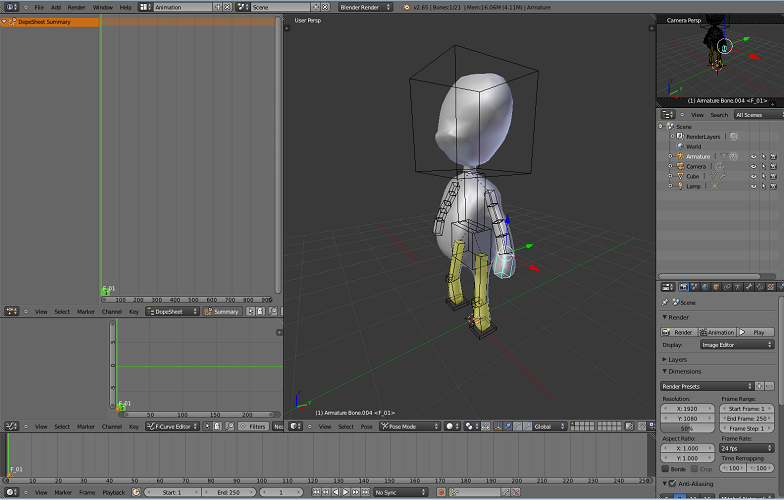 File Add Render Window Help Animation Scene Blender Render v2.65 | Bones:1/21 | Mem:16.06M (4.11M) | Armature
DopeSheet Summary
F_01
0 100 200 300 400 500 600 700 800 900
View Select Marker Channel Key DopeSheet Summary
5
0
-5
F_01
50 100 150 200
View Select Marker Channel Key F-Curve Editor Filters
User Persp
(1) Armature Bone.004 <F_01>
View Select Pose Pose Mode Global
Camera Persp
(1) Armature Bone.004 <F_01>
View Search All Scenes
Scene
RenderLayers
World
Armature
Camera
Cube
Lamp
Scene
Render
Render Animation Play
Display: Image Editor
Layers
Dimensions
Render Presets
Resolution: Frame Range:
X: 1920 Start Frame: 1
Y: 1080 End Frame: 250
50% Frame Step: 1
Aspect Ratio: Frame Rate:
X: 1.000 24 fps
Y: 1.000 Time Remapping:
Borde Crop :100 :100
Anti-Aliasing
F_01
0 10 20 30 40 50 60 70 80 90 100 110 120 130 140 150 160 170 180 190 200 210 220 230 240 250
View Marker Frame Playback Start: 1 End: 250 1 No Sync